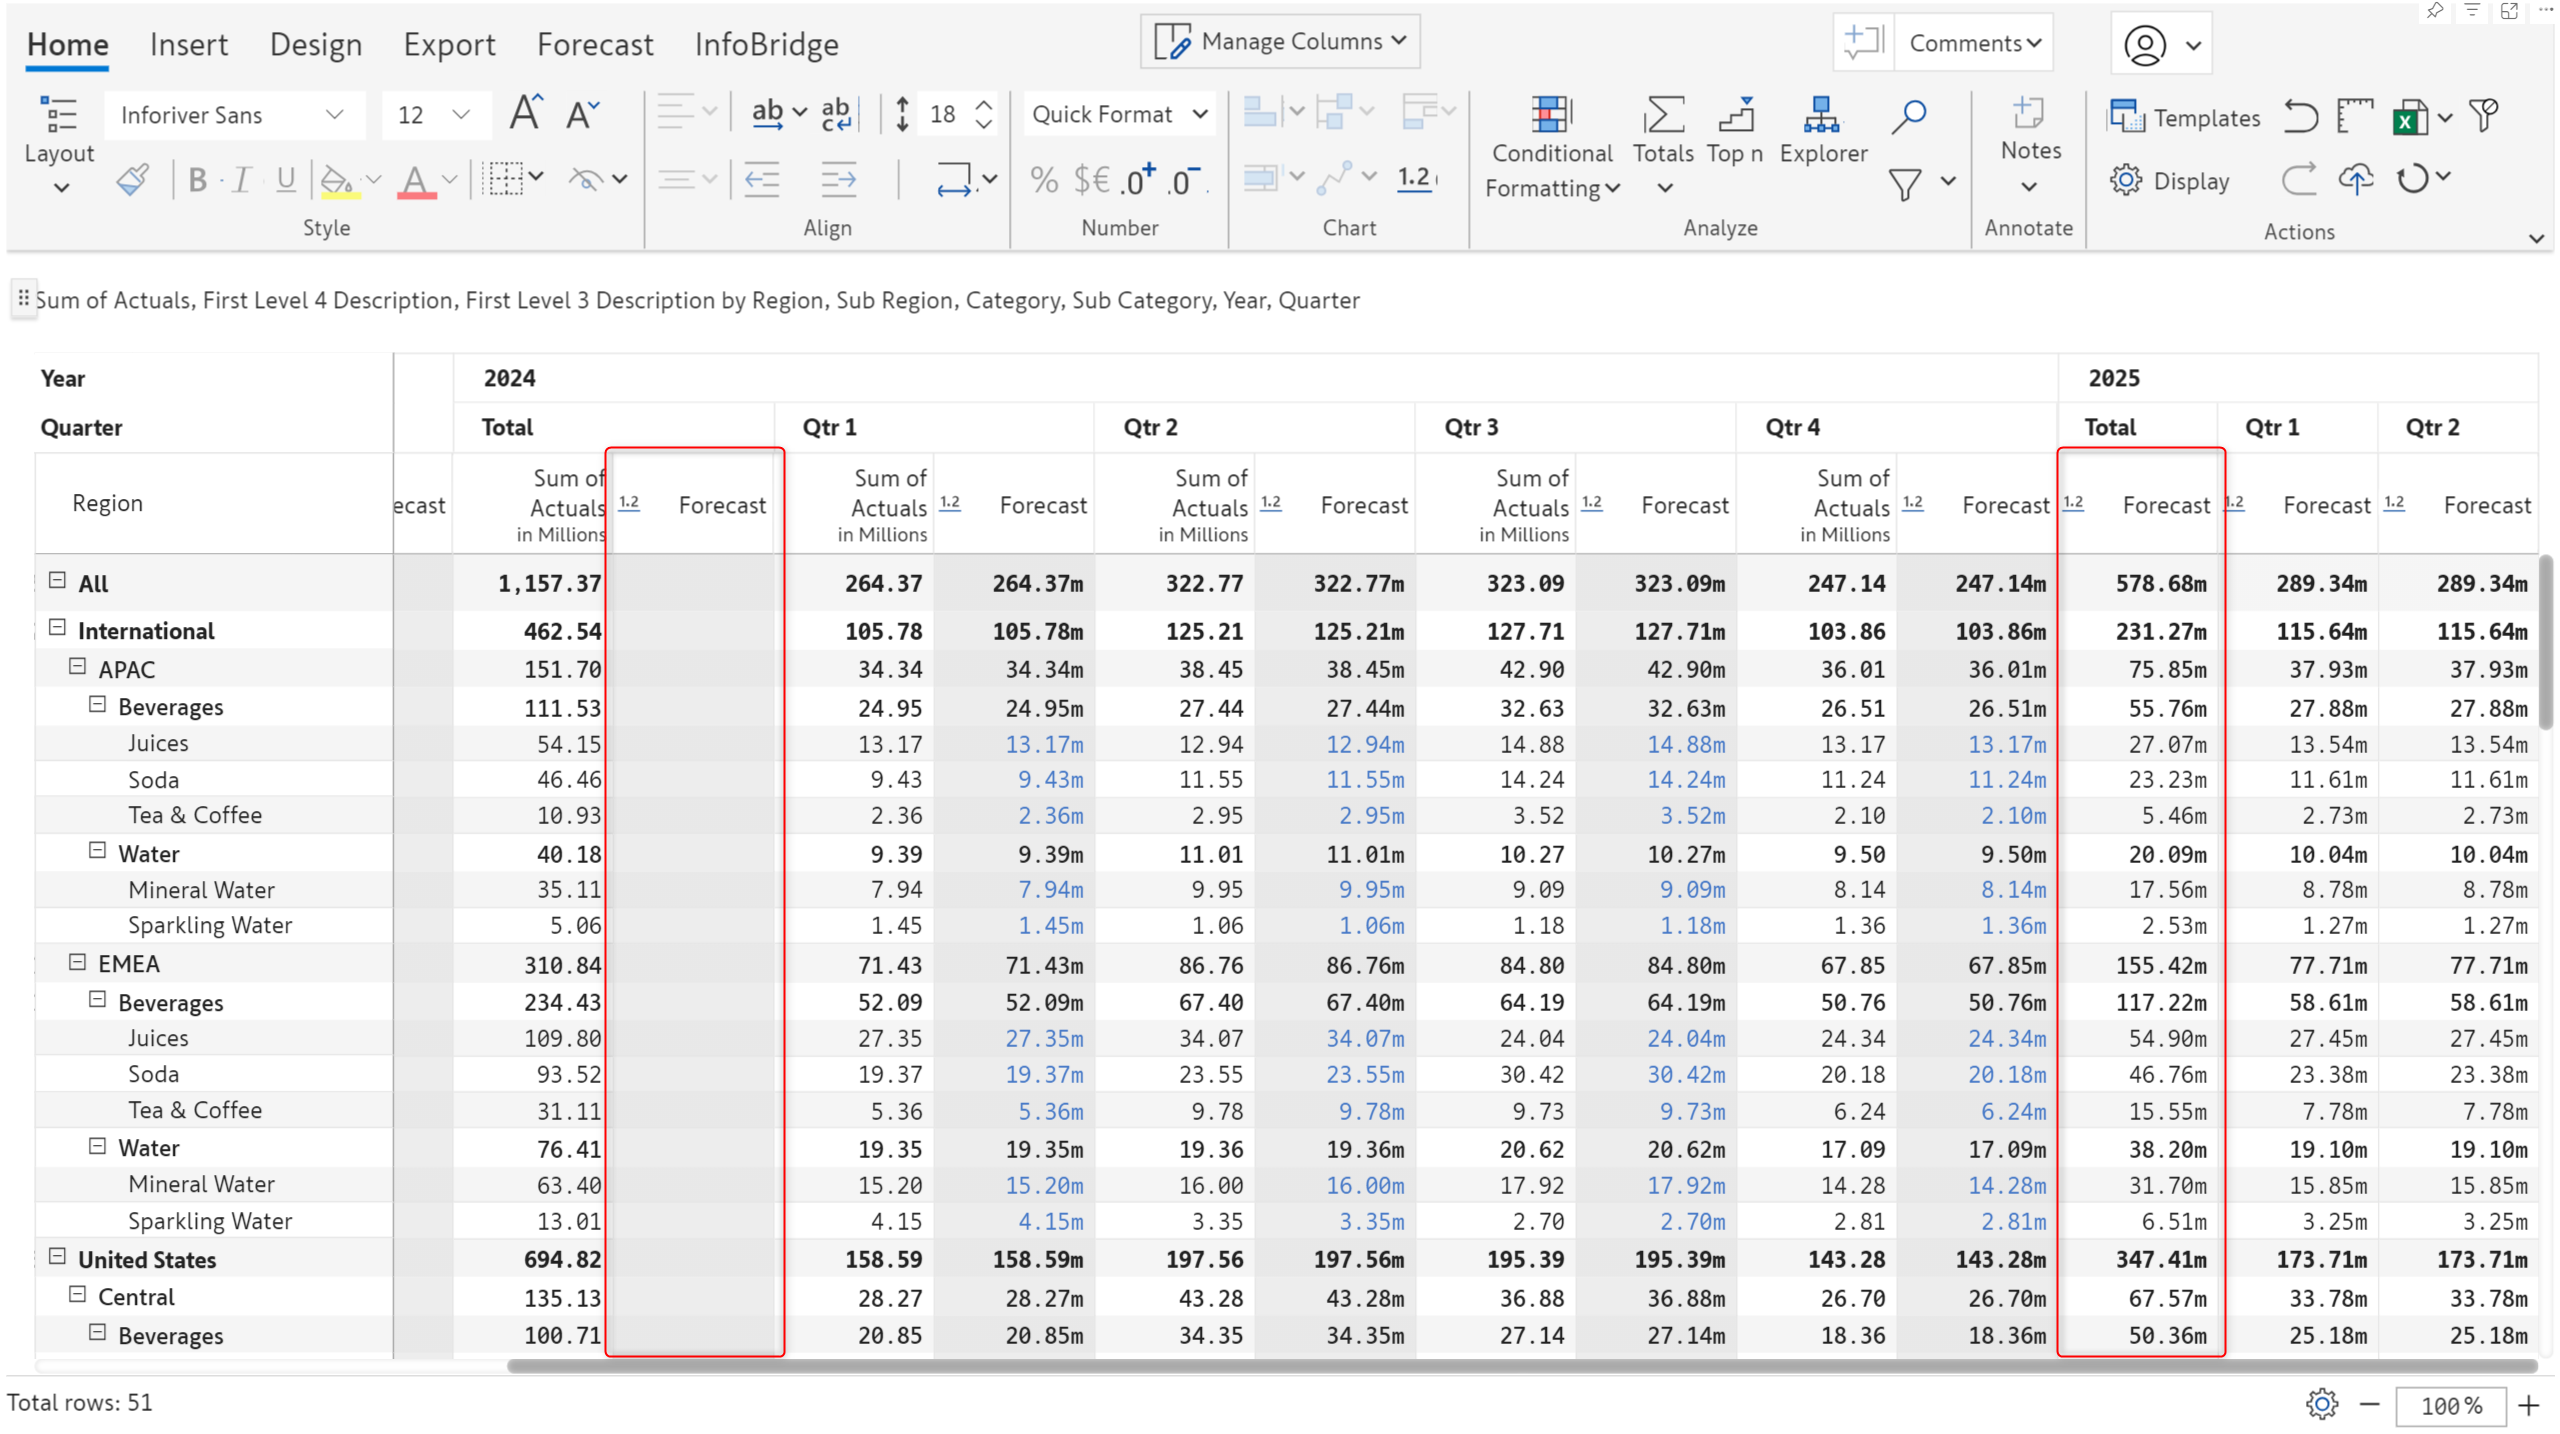 Home Insert Design Export Forecast InfoBridge Manage Columns Comments
Inforiver Sans 12 A A ab ab c 18 Quick Format
Layout Conditional Formatting Totals Top n Explorer Notes Templates
B I U A % $€ .0+ .0- 1.2 Display
Style Align Number Chart Analyze Annotate Actions
Sum of Actuals, First Level 4 Description, First Level 3 Description by Region, Sub Region, Category, Sub Category, Year, Quarter
Year 2024 2025
Quarter Total Qtr 1 Qtr 2 Qtr 3 Qtr 4 Total Qtr 1 Qtr 2
Region ecast Sum of Actuals in Millions 1.2 Forecast Sum of Actuals in Millions 1.2 Forecast Sum of Actuals in Millions 1.2 Forecast Sum of Actuals in Millions 1.2 Forecast Sum of Actuals in Millions 1.2 Forecast 1.2 Forecast 1.2 Forecast 1.2 Forecast
All 1,157.37 264.37 264.37m 322.77 322.77m 323.09 323.09m 247.14 247.14m 578.68m 289.34m 289.34m
International 462.54 105.78 105.78m 125.21 125.21m 127.71 127.71m 103.86 103.86m 231.27m 115.64m 115.64m
APAC 151.70 34.34 34.34m 38.45 38.45m 42.90 42.90m 36.01 36.01m 75.85m 37.93m 37.93m
Beverages 111.53 24.95 24.95m 27.44 27.44m 32.63 32.63m 26.51 26.51m 55.76m 27.88m 27.88m
Juices 54.15 13.17 13.17m 12.94 12.94m 14.88 14.88m 13.17 13.17m 27.07m 13.54m 13.54m
Soda 46.46 9.43 9.43m 11.55 11.55m 14.24 14.24m 11.24 11.24m 23.23m 11.61m 11.61m
Tea & Coffee 10.93 2.36 2.36m 2.95 2.95m 3.52 3.52m 2.10 2.10m 5.46m 2.73m 2.73m
Water 40.18 9.39 9.39m 11.01 11.01m 10.27 10.27m 9.50 9.50m 20.09m 10.04m 10.04m
Mineral Water 35.11 7.94 7.94m 9.95 9.95m 9.09 9.09m 8.14 8.14m 17.56m 8.78m 8.78m
Sparkling Water 5.06 1.45 1.45m 1.06 1.06m 1.18 1.18m 1.36 1.36m 2.53m 1.27m 1.27m
EMEA 310.84 71.43 71.43m 86.76 86.76m 84.80 84.80m 67.85 67.85m 155.42m 77.71m 77.71m
Beverages 234.43 52.09 52.09m 67.40 67.40m 64.19 64.19m 50.76 50.76m 117.22m 58.61m 58.61m
Juices 109.80 27.35 27.35m 34.07 34.07m 24.04 24.04m 24.34 24.34m 54.90m 27.45m 27.45m
Soda 93.52 19.37 19.37m 23.55 23.55m 30.42 30.42m 20.18 20.18m 46.76m 23.38m 23.38m
Tea & Coffee 31.11 5.36 5.36m 9.78 9.78m 9.73 9.73m 6.24 6.24m 15.55m 7.78m 7.78m
Water 76.41 19.35 19.35m 19.36 19.36m 20.62 20.62m 17.09 17.09m 38.20m 19.10m 19.10m
Mineral Water 63.40 15.20 15.20m 16.00 16.00m 17.92 17.92m 14.28 14.28m 31.70m 15.85m 15.85m
Sparkling Water 13.01 4.15 4.15m 3.35 3.35m 2.70 2.70m 2.81 2.81m 6.51m 3.25m 3.25m
United States 694.82 158.59 158.59m 197.56 197.56m 195.39 195.39m 143.28 143.28m 347.41m 173.71m 173.71m
Central 135.13 28.27 28.27m 43.28 43.28m 36.88 36.88m 26.70 26.70m 67.57m 33.78m 33.78m
Beverages 100.71 20.85 20.85m 34.35 34.35m 27.14 27.14m 18.36 18.36m 50.36m 25.18m 25.18m
Total rows: 51 100 %